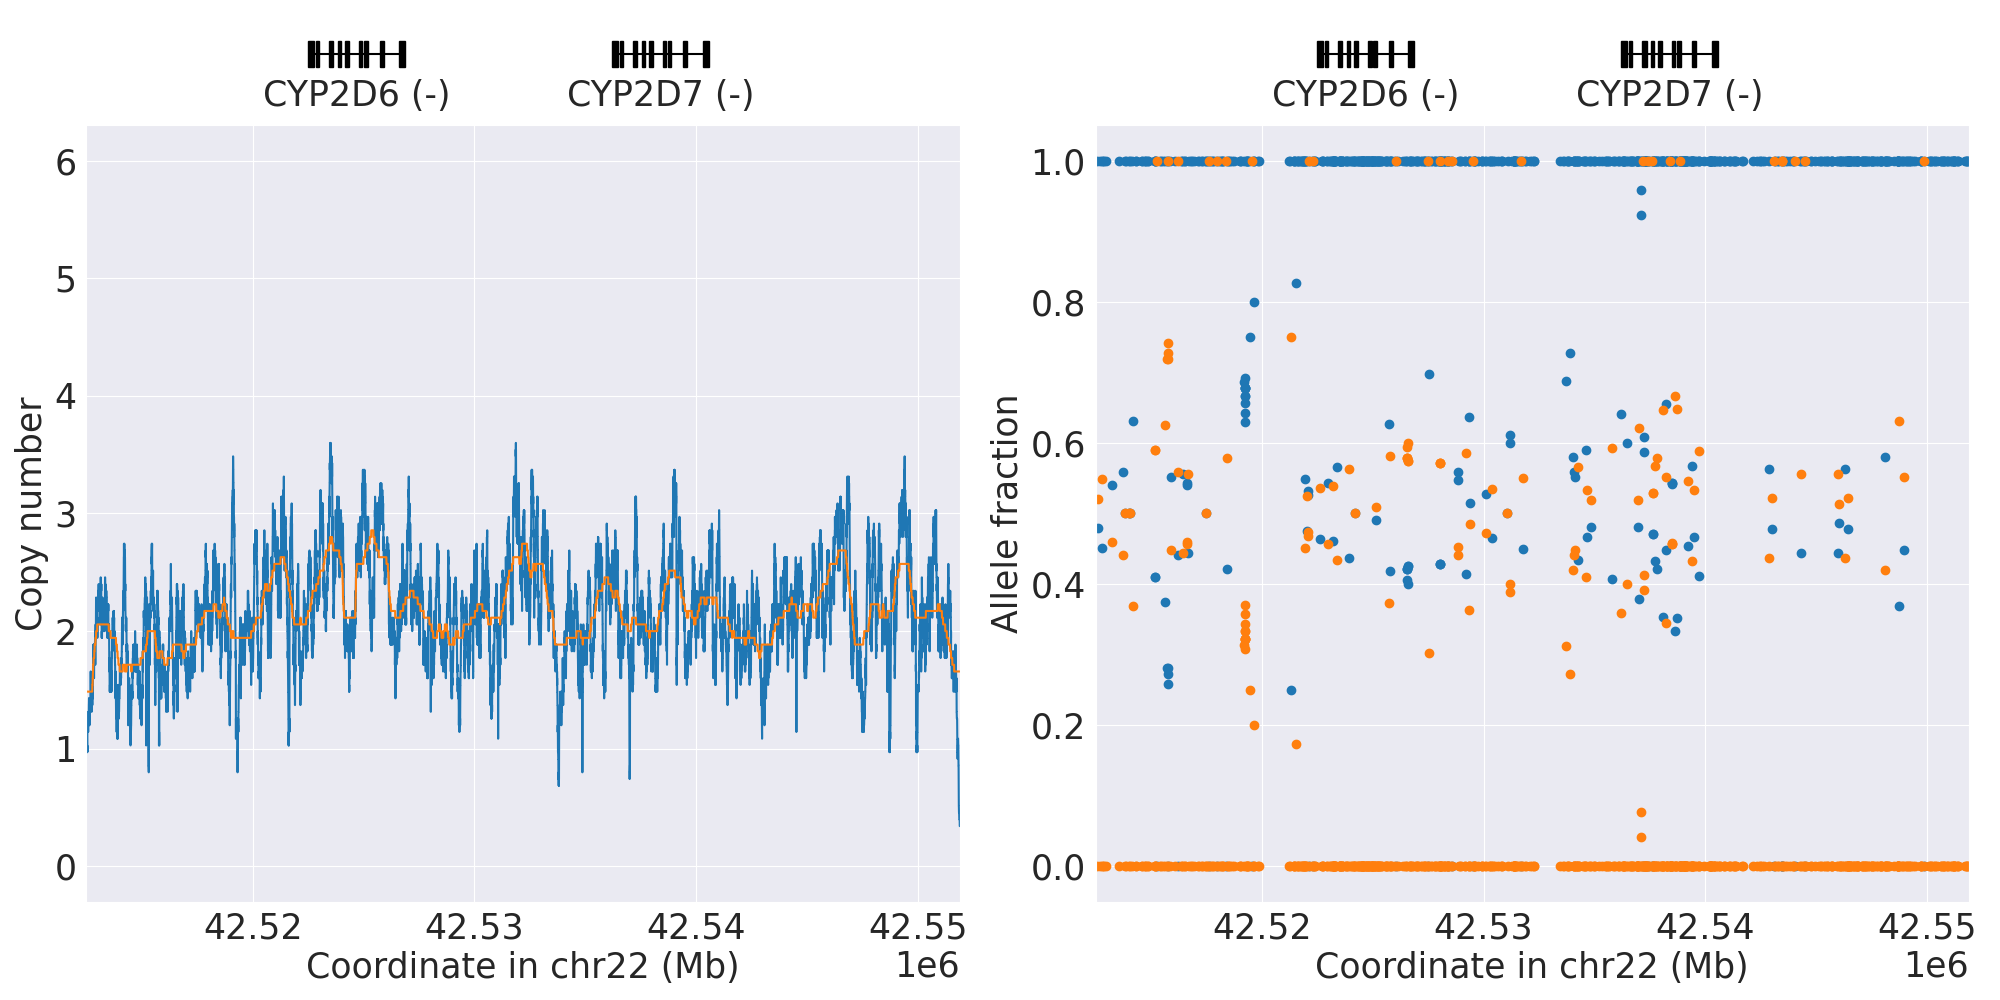 CYP2D6 (-) CYP2D7 (-)
6
5
4
3
2
1
0
Copy number
42.52 42.53 42.54 42.55
Coordinate in chr22 (Mb) 1e6
CYP2D6 (-) CYP2D7 (-)
1.0
0.8
0.6
0.4
0.2
0.0
Allele fraction
42.52 42.53 42.54 42.55
Coordinate in chr22 (Mb) 1e6